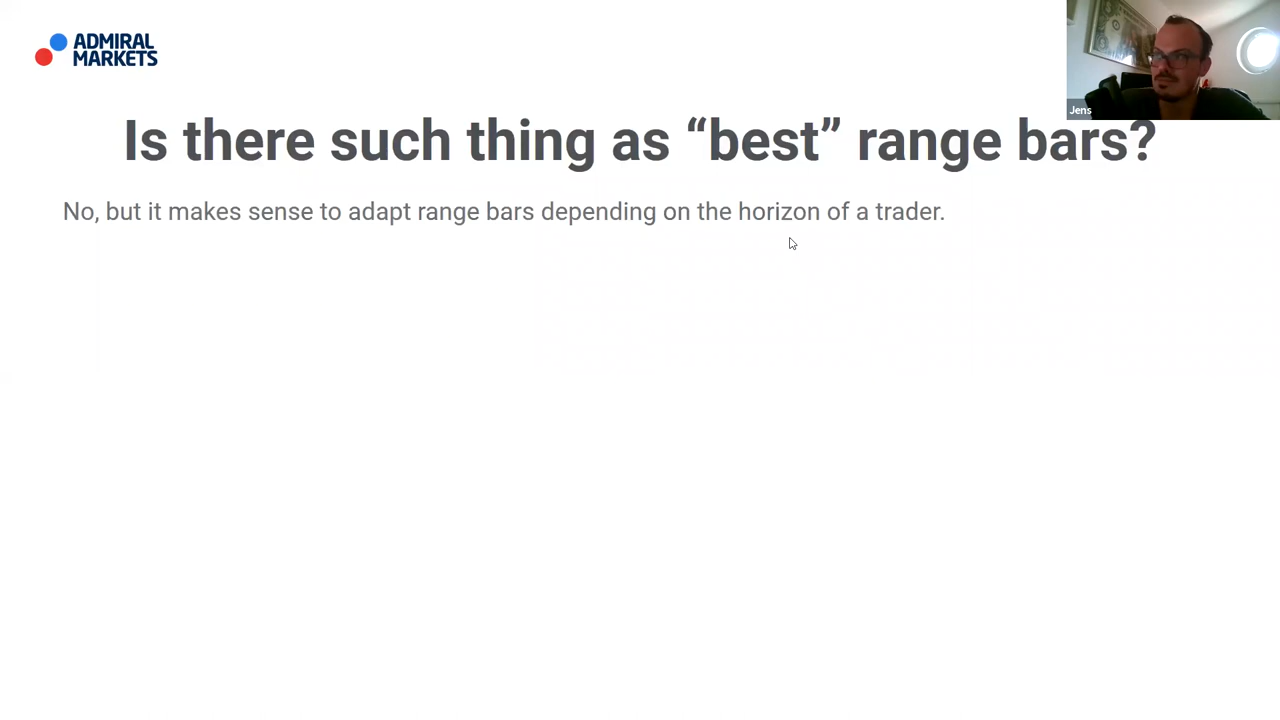 ADMIRAL
MARKETS
Jens
Is there such thing as “best” range bars?
No, but it makes sense to adapt range bars depending on the horizon of a trader.